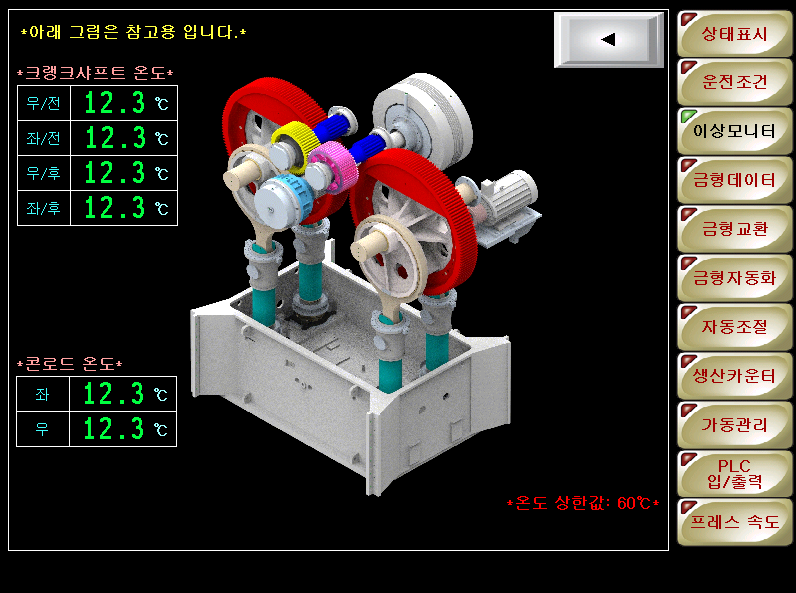 *아래 그림은 참고용 입니다.*
◀
*크랭크샤프트 온도*
우/전 12.3 ℃
좌/전 12.3 ℃
우/후 12.3 ℃
좌/후 12.3 ℃
*콘로드 온도*
좌 12.3 ℃
우 12.3 ℃
*온도 상한값: 60℃*
상태표시
운전조건
이상모니터
금형데이터
금형교환
금형자동화
자동조절
생산카운터
가동관리
PLC
입/출력
프레스 속도